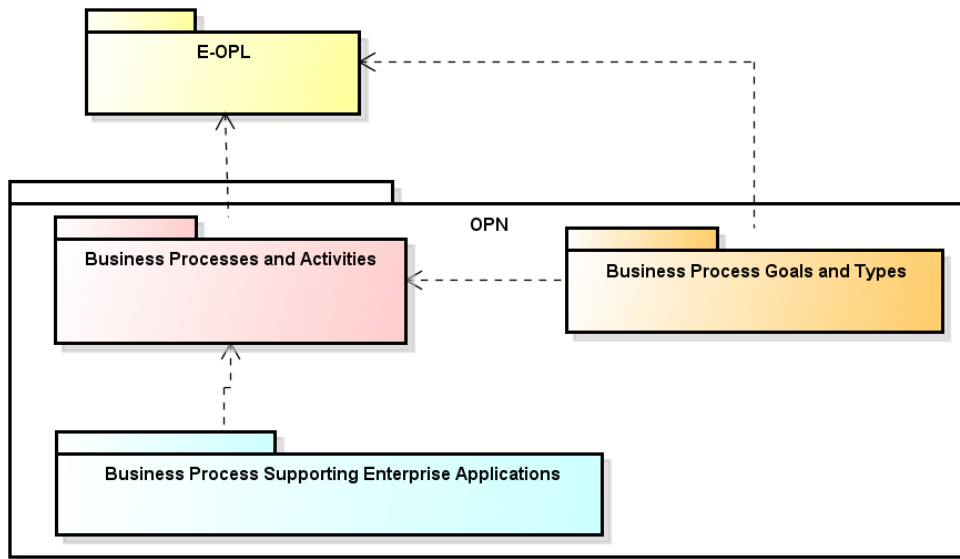 E-OPL
OPN
Business Processes and Activities
Business Process Goals and Types
Business Process Supporting Enterprise Applications